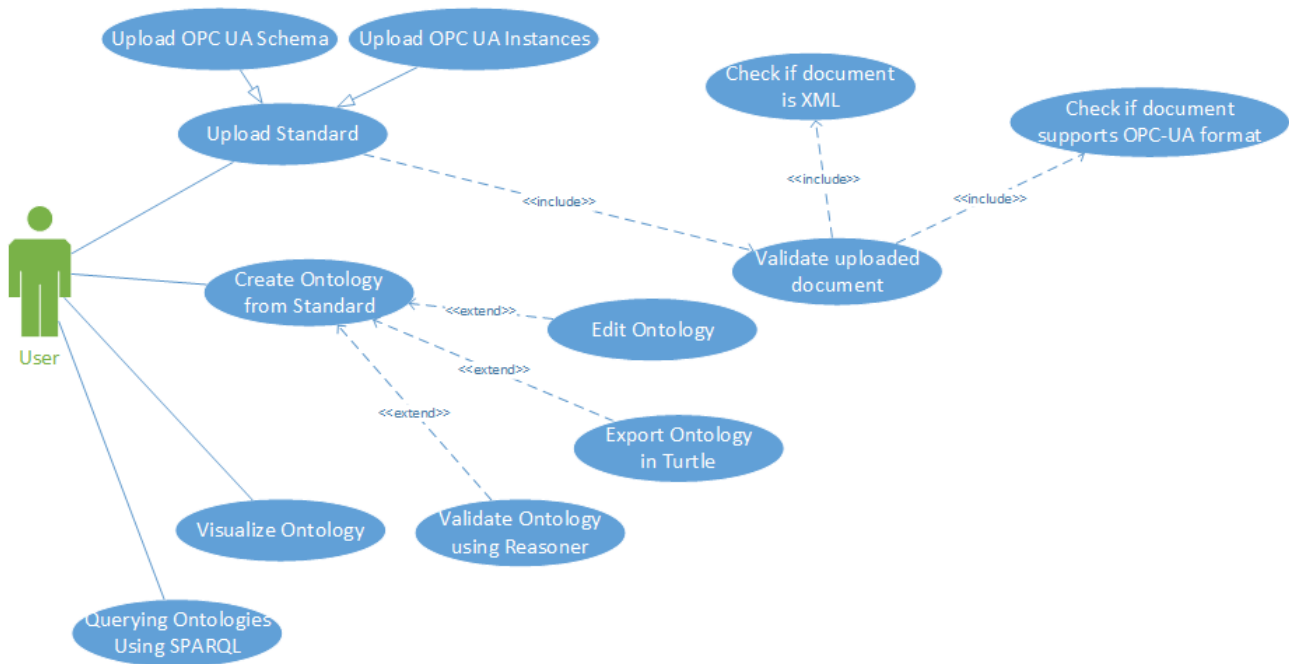 Upload OPC UA Schema
Upload OPC UA Instances
Check if document
is XML
Check if document
supports OPC-UA format
Upload Standard
<<include>>
<<include>>
<<include>>
Validate uploaded
document
Create Ontology
from Standard
<<extend>>
Edit Ontology
User
<<extend>>
<<extend>>
Export Ontology
in Turtle
Visualize Ontology
Validate Ontology
using Reasoner
Querying Ontologies
Using SPARQL